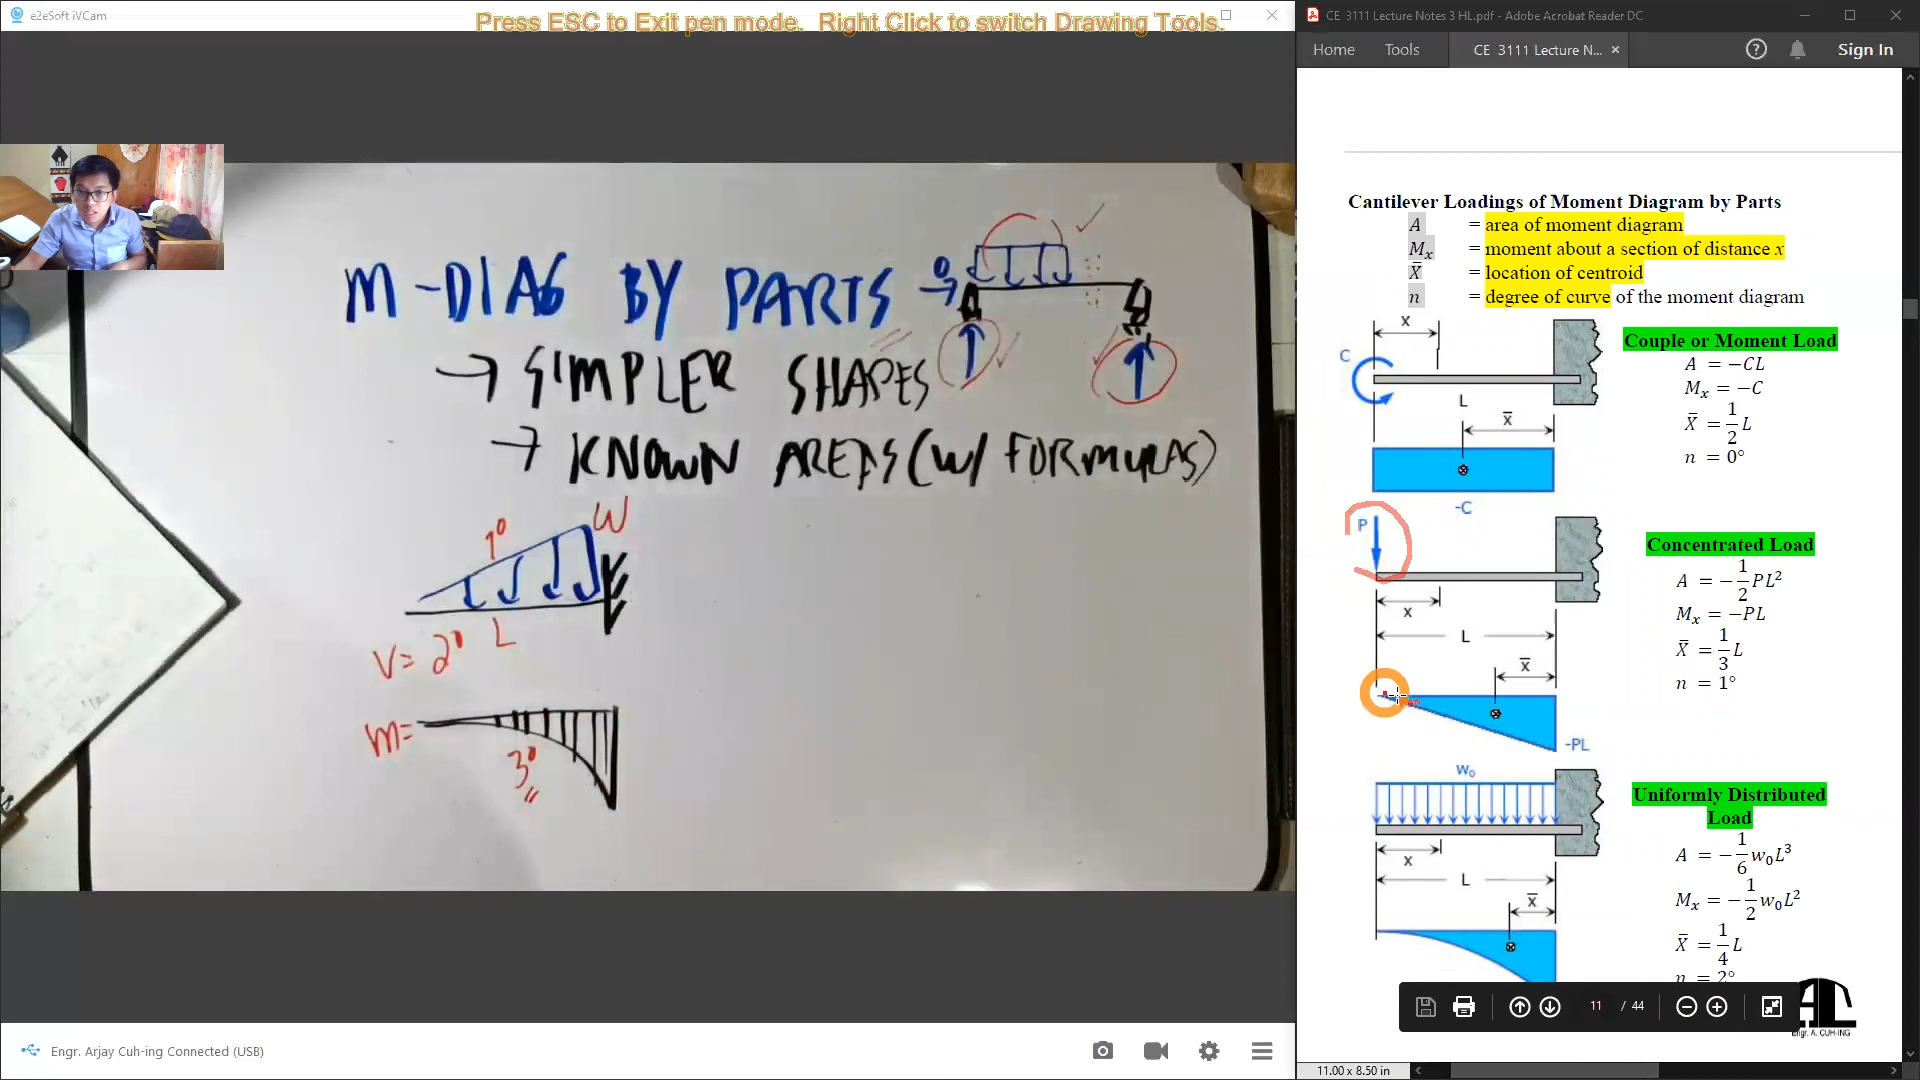 e2eSoft iVCam
Press ESC to Exit pen mode. Right Click to switch Drawing Tools.
M-DIAG BY PARTS →
→ SIMPLER SHAPES
→ KNOWN AREAS (W/ FORMULAS)
1° W
V= 2° L
M=
3°
Engr. Arjay Cuh-ing Connected (USB)
CE 3111 Lecture Notes 3 HL.pdf - Adobe Acrobat Reader DC
Home Tools CE 3111 Lecture N... × Sign In
Cantilever Loadings of Moment Diagram by Parts
A = area of moment diagram
Mₓ = moment about a section of distance x
X̄ = location of centroid
n = degree of curve of the moment diagram
x
C
L
x̄
-C
Couple or Moment Load
A = −CL
Mₓ = −C
X̄ = 1/2 L
n = 0°
P
x
L
x̄
-PL
Concentrated Load
A = −1/2 PL²
Mₓ = −PL
X̄ = 1/3 L
n = 1°
w₀
x
L
x̄
Uniformly Distributed
Load
A = −1/6 w₀L³
Mₓ = −1/2 w₀L²
X̄ = 1/4 L
n = 2°
11 / 44
Engr. A. CUH-ING
11.00 x 8.50 in